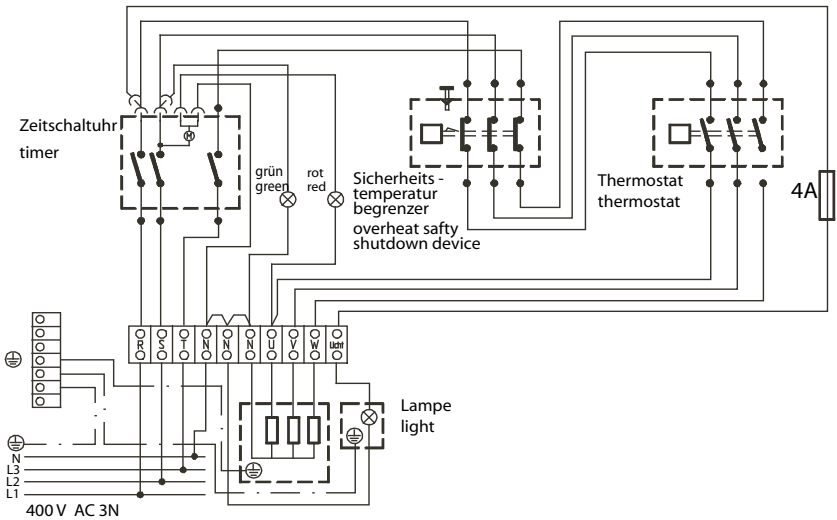 Zeitschaltuhr
timer
M
grün
green
rot
red
Sicherheits -
temperatur
begrenzer
overheat safty
shutdown device
Thermostat
thermostat
4A
R S T N N N U V W Licht
Lampe
light
N
L3
L2
L1
400 V AC 3N